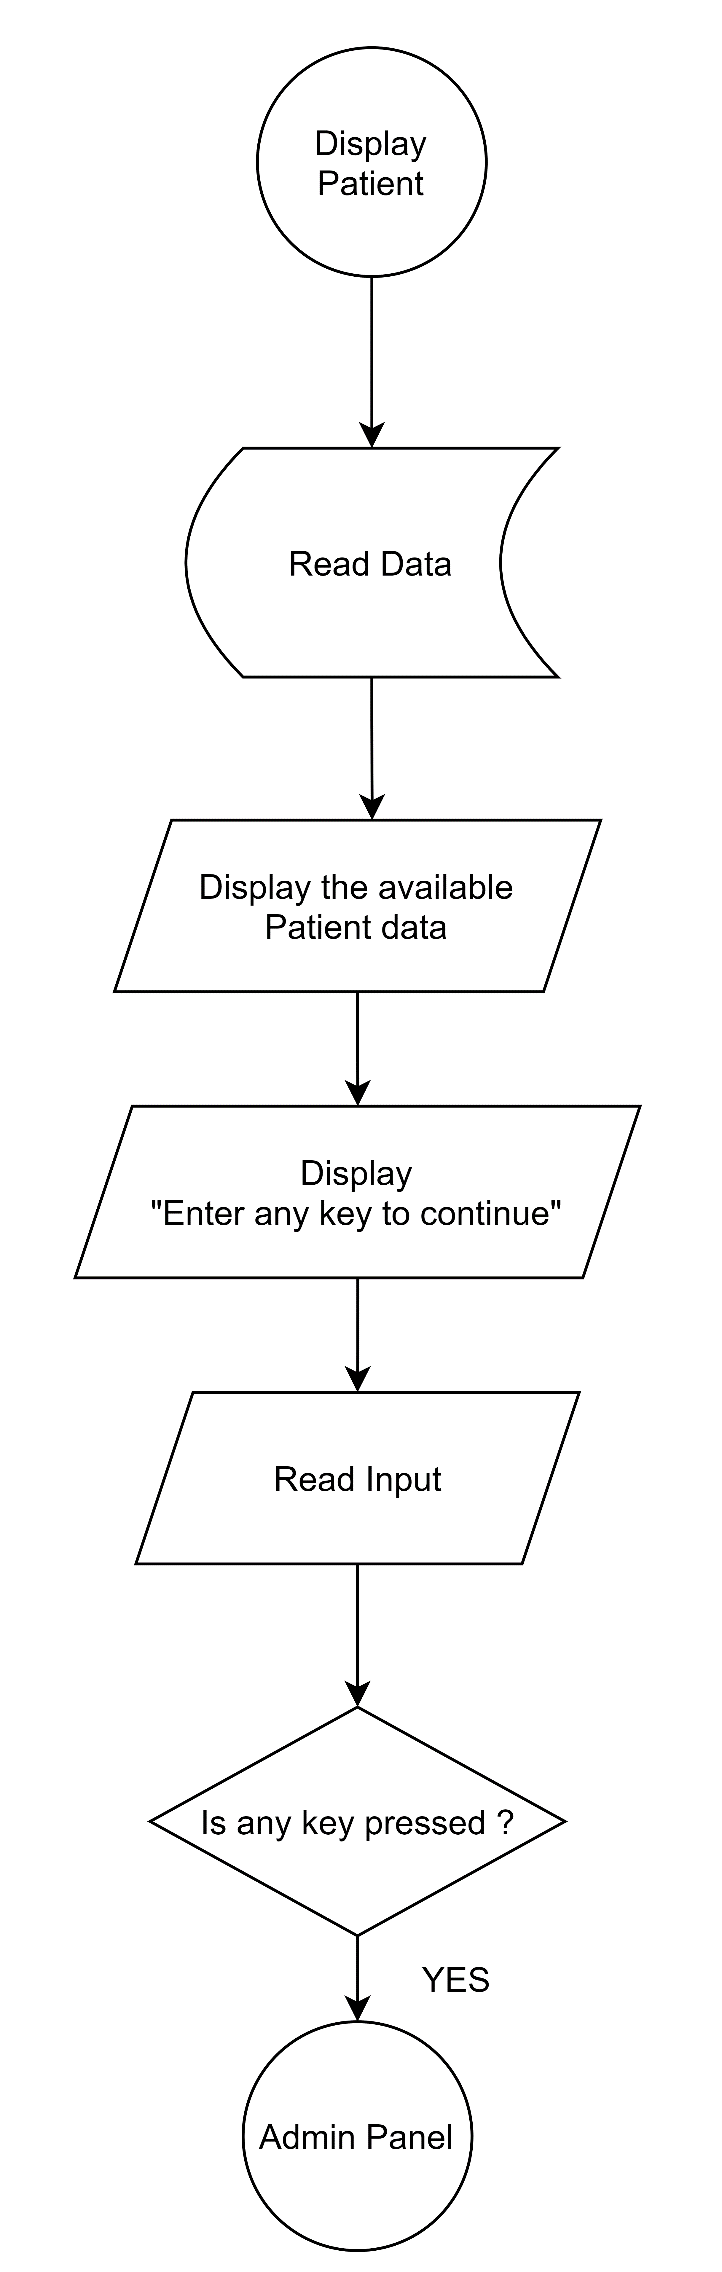 Display
Patient
Read Data
Display the available
Patient data
Display
"Enter any key to continue"
Read Input
Is any key pressed ?
YES
Admin Panel